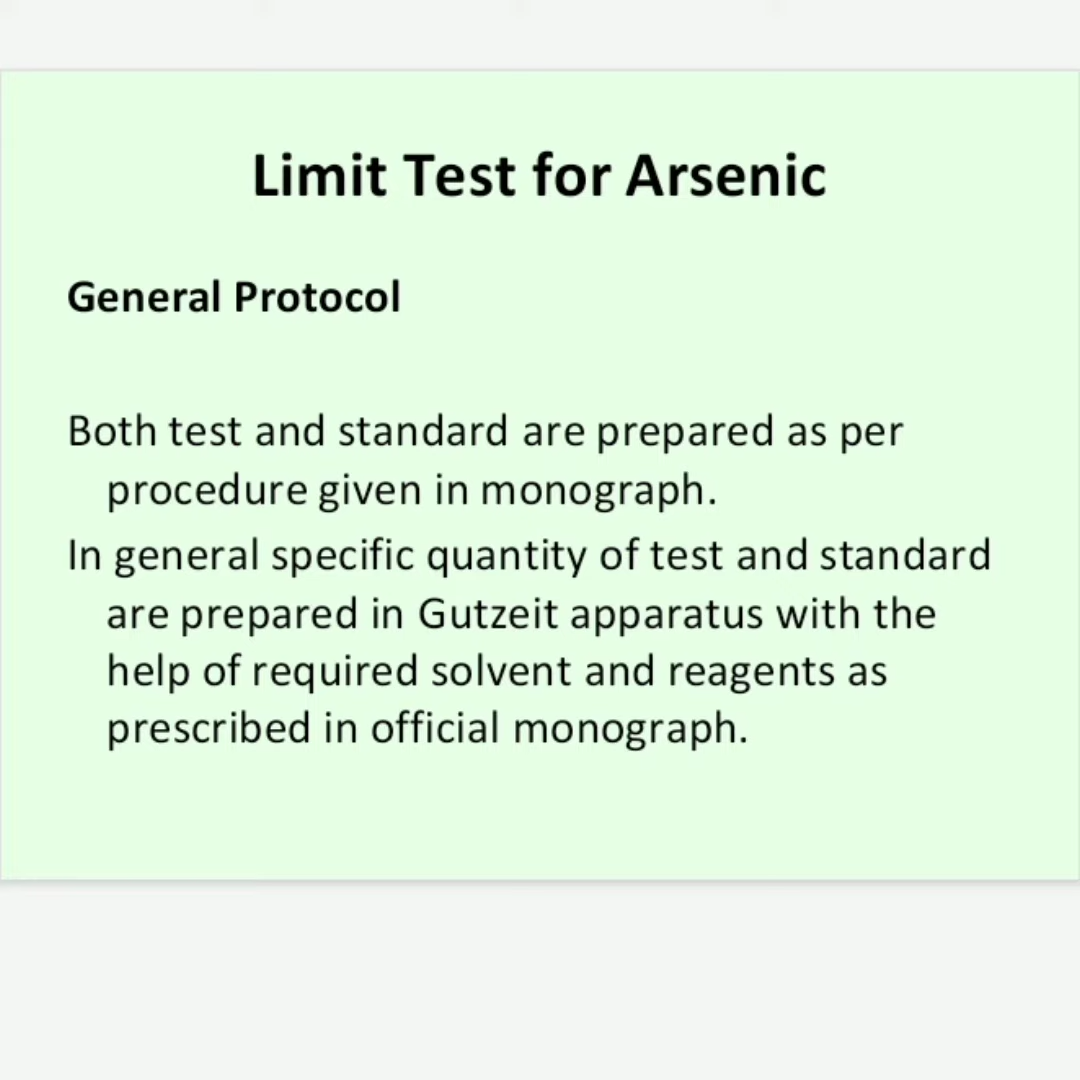 Limit Test for Arsenic
General Protocol
Both test and standard are prepared as per
procedure given in monograph.
In general specific quantity of test and standard
are prepared in Gutzeit apparatus with the
help of required solvent and reagents as
prescribed in official monograph.